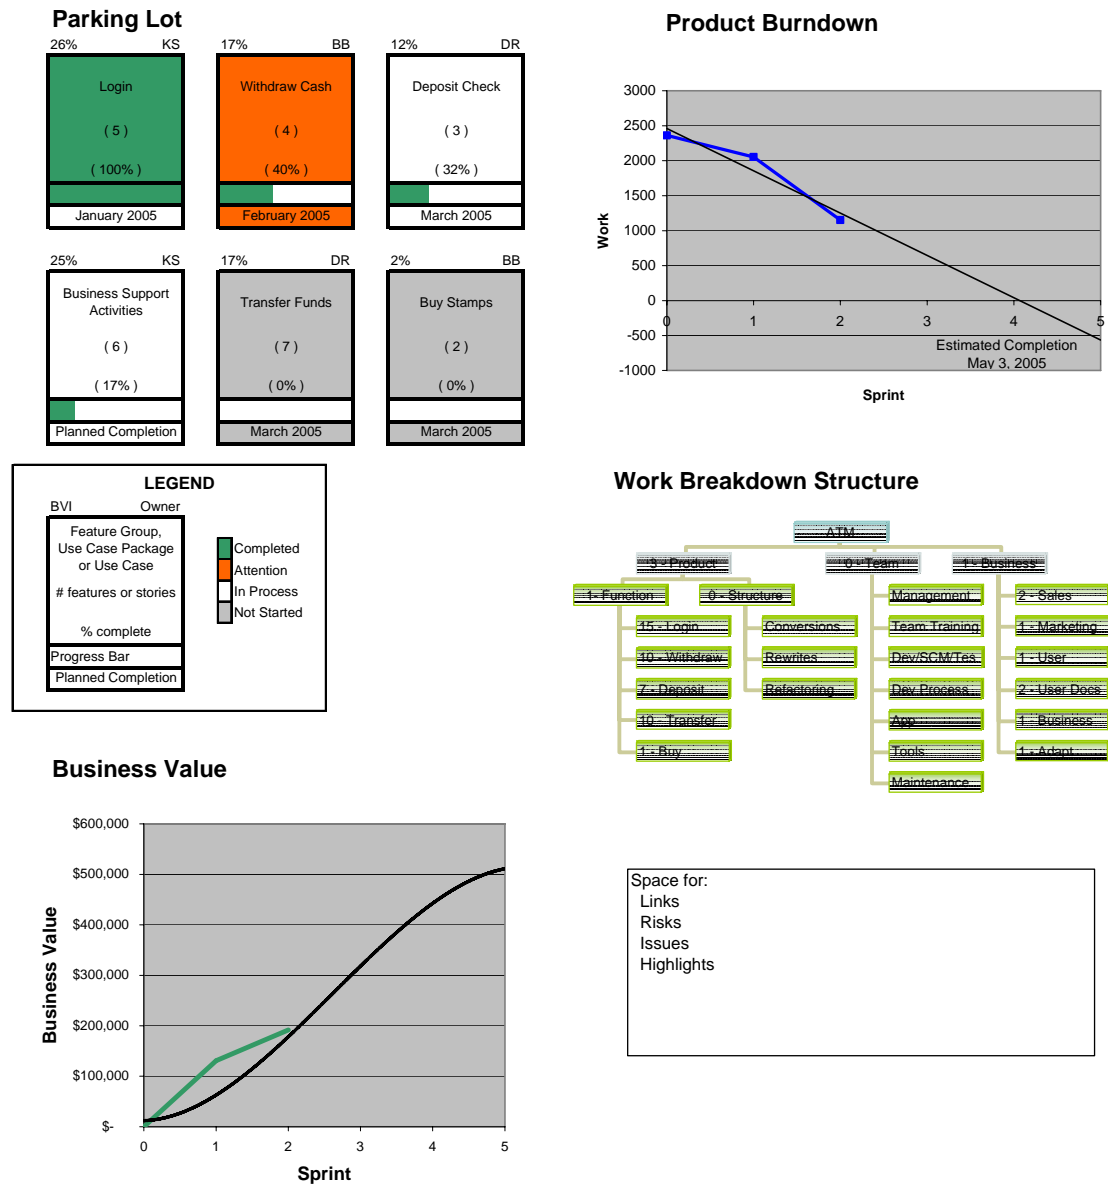 Parking Lot
26% KS
Login
( 5 )
( 100% )
January 2005
17% BB
Withdraw Cash
( 4 )
( 40% )
February 2005
12% DR
Deposit Check
( 3 )
( 32% )
March 2005
25% KS
Business Support
Activities
( 6 )
( 17% )
Planned Completion
17% DR
Transfer Funds
( 7 )
( 0% )
March 2005
2% BB
Buy Stamps
( 2 )
( 0% )
March 2005
LEGEND
BVI Owner
Feature Group,
Use Case Package
or Use Case
# features or stories
% complete
Progress Bar
Planned Completion
Completed
Attention
In Process
Not Started
Product Burndown
3000
2500
2000
1500
1000
500
0
-500
-1000
Work
0 1 2 3 4 5
Estimated Completion
May 3, 2005
Sprint
Work Breakdown Structure
ATM
3 - Product
0 - Team
1 - Business
1- Function
0 - Structure
15 - Login
10 - Withdraw
7 - Deposit
10 - Transfer
1 - Buy
Conversions
Rewrites
Refactoring
Management
Team Training
Dev/SCM/Tes
Dev Process
App
Tools
Maintenance
2 - Sales
1 - Marketing
1 - User
2 - User Docs
1 - Business
1 - Adapt
Business Value
$600,000
$500,000
$400,000
$300,000
$200,000
$100,000
$-
Business Value
0 1 2 3 4 5
Sprint
Space for:
Links
Risks
Issues
Highlights